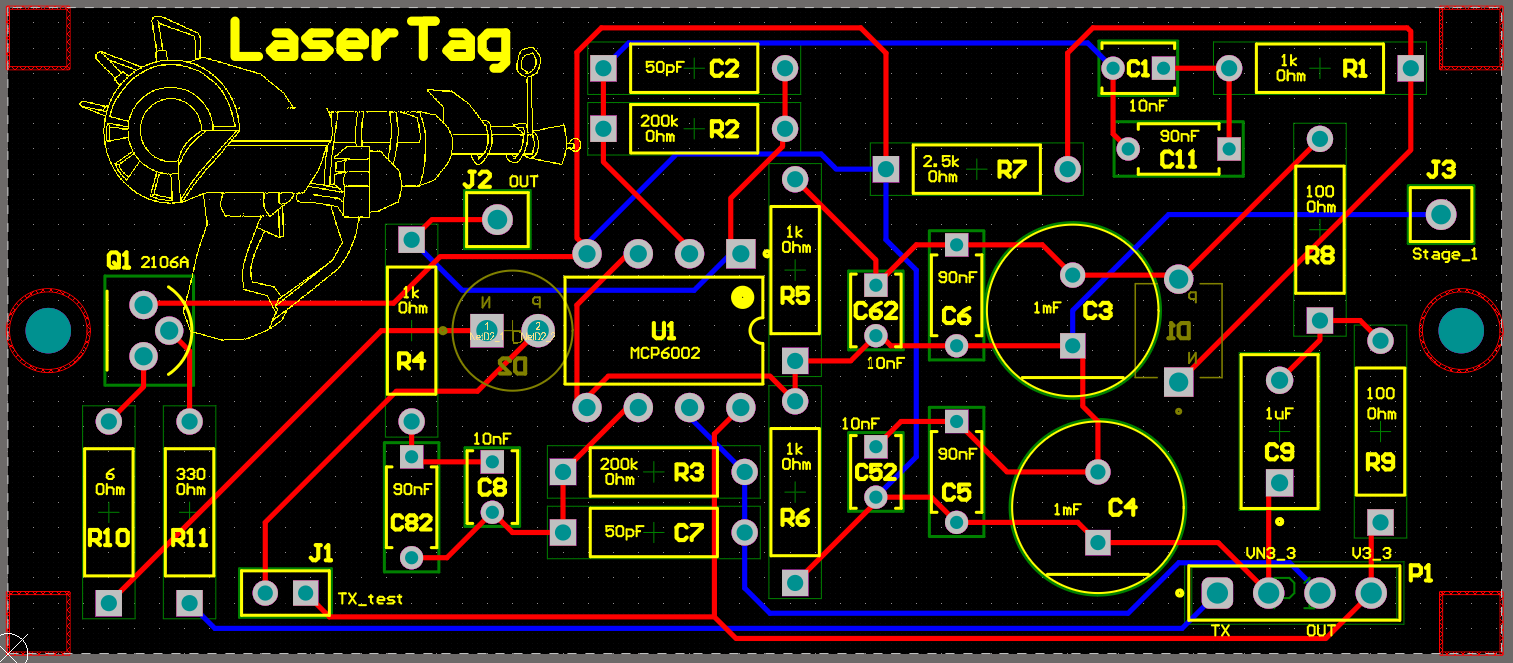 LaserTag
50pF C2
C1
10nF
1k
Ohm
R1
200k
Ohm
R2
90nF
C11
2.5k
Ohm
R7
J2 OUT
J3
Stage_1
100
Ohm
R8
Q1 2106A
1k
Ohm
R5
1k
Ohm
R4
N P
1 2
D2
U1
MCP6002
C62
10nF
90nF
C6
1mF C3
P
D1
N
100
Ohm
R9
1uF
C9
10nF
C8
90nF
C82
200k
Ohm
R3
50pF C7
1k
Ohm
R6
10nF
C52
90nF
C5
1mF C4
6
Ohm
R10
330
Ohm
R11
J1
TX_test
VN3_3 V3_3
P1
TX OUT